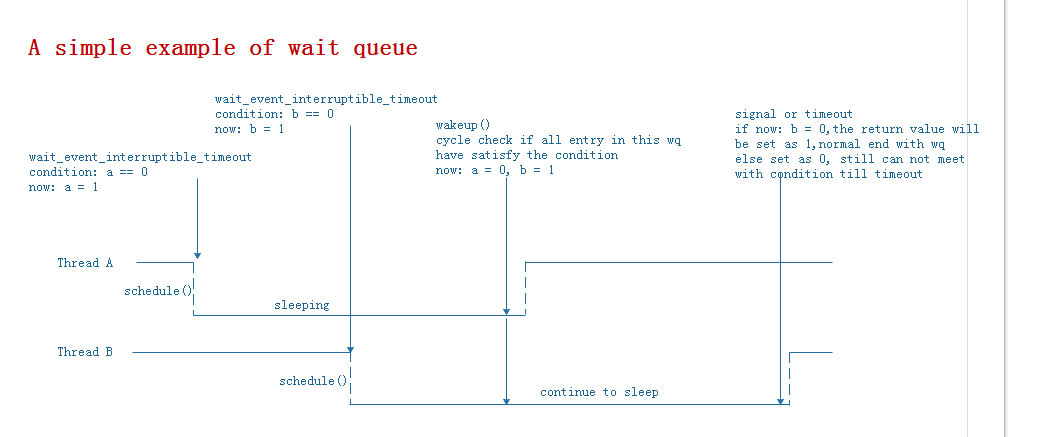 A simple example of wait queue
wait_event_interruptible_timeout
condition: b == 0
now: b = 1
wakeup()
cycle check if all entry in this wq
have satisfy the condition
now: a = 0, b = 1
signal or timeout
if now: b = 0,the return value will
be set as 1,normal end with wq
else set as 0, still can not meet
with condition till timeout
wait_event_interruptible_timeout
condition: a == 0
now: a = 1
Thread A
schedule()
sleeping
Thread B
schedule()
continue to sleep